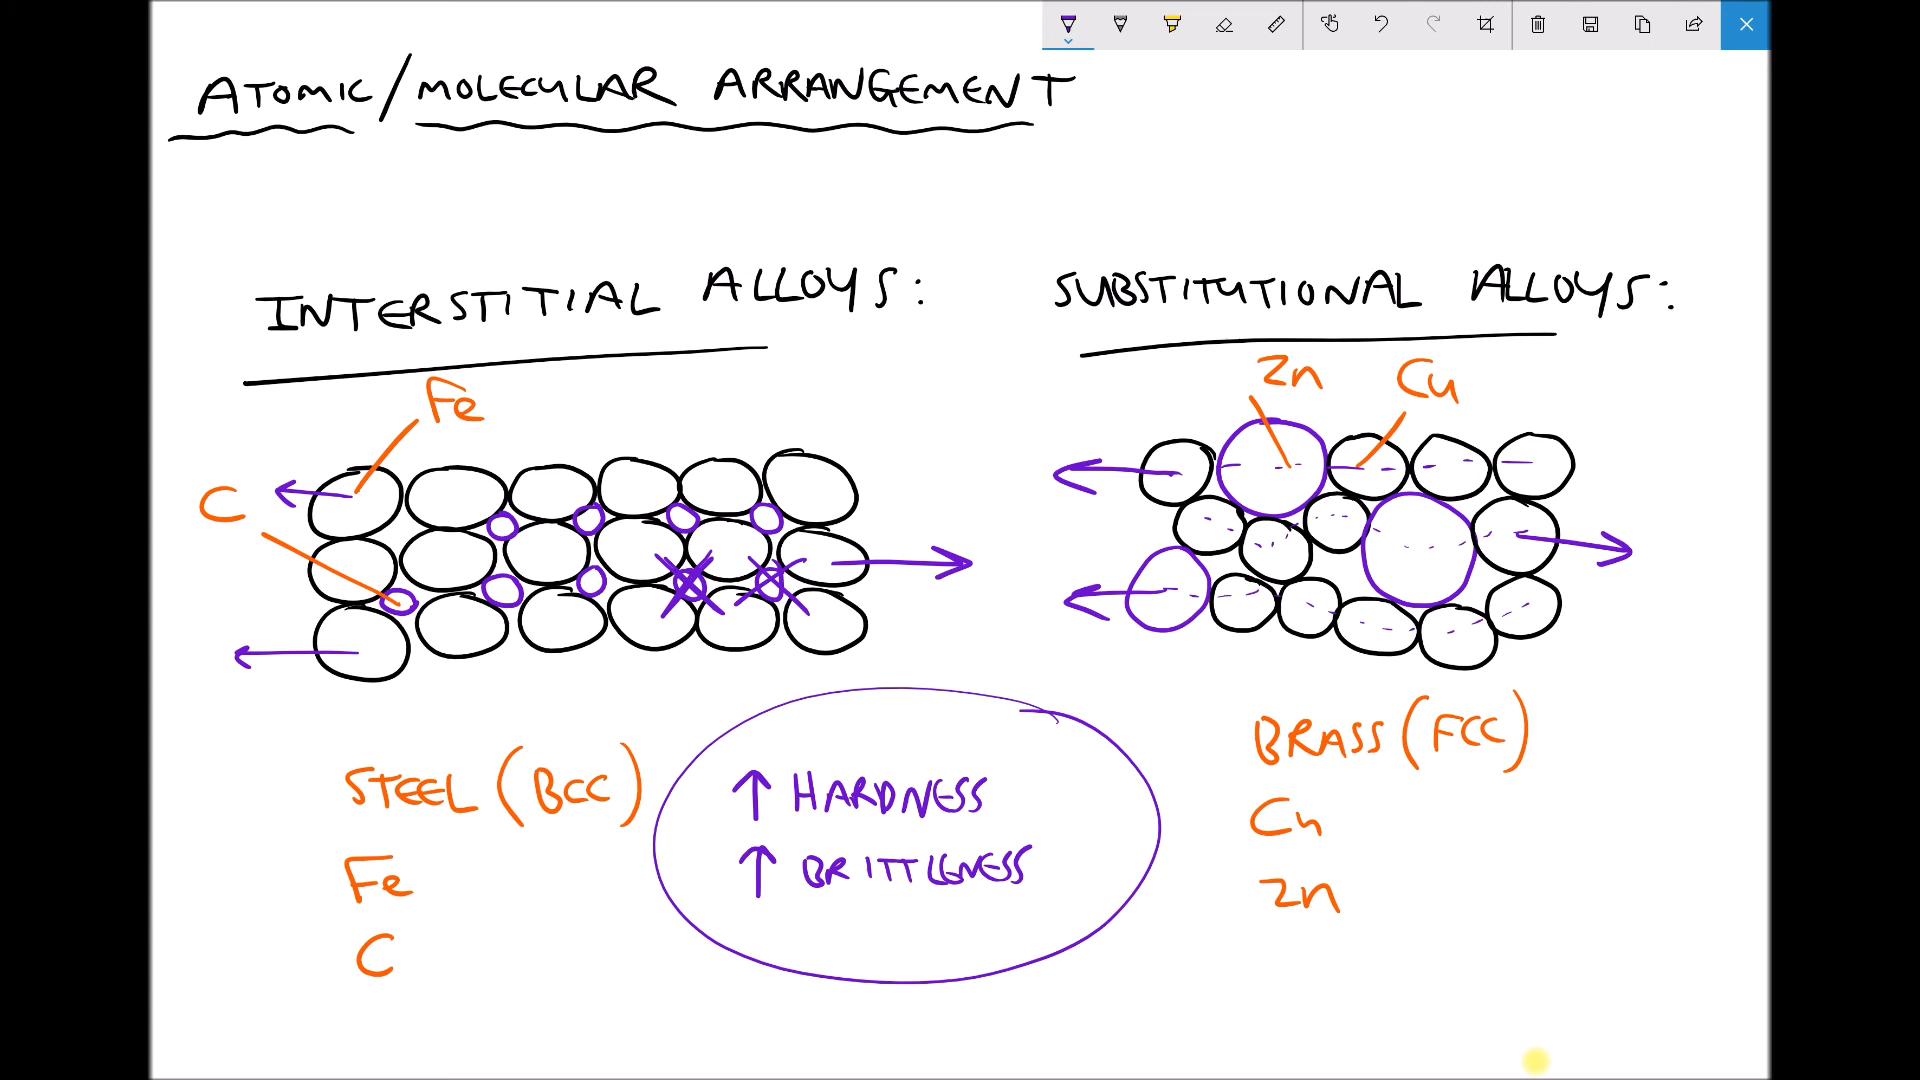 ATOMIC/MOLECULAR ARRANGEMENT
INTERSTITIAL ALLOYS:
SUBSTITUTIONAL ALLOYS:
Fe
C
Zn
Cu
STEEL (BCC)
Fe
C
↑ HARDNESS
↑ BRITTLENESS
BRASS (FCC)
Cu
Zn